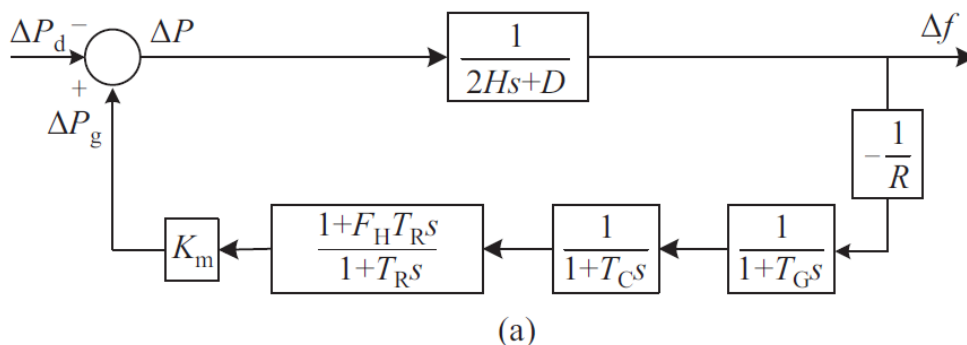 ΔP_d − ΔP 1 Δf
2Hs+D
+
ΔP_g
−1/R
K_m 1+F_H T_R s 1 1
1+T_R s 1+T_C s 1+T_G s
(a)